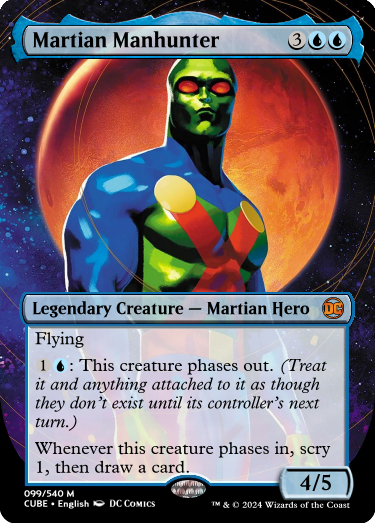 Martian Manhunter 3
Legendary Creature — Martian Hero DC
Flying
1 : This creature phases out. (Treat
it and anything attached to it as though
they don't exist until its controller's next
turn.)
Whenever this creature phases in, scry
1, then draw a card.
4/5
099/540 M
CUBE • English DC COMICS
™ & © 2024 Wizards of the Coast